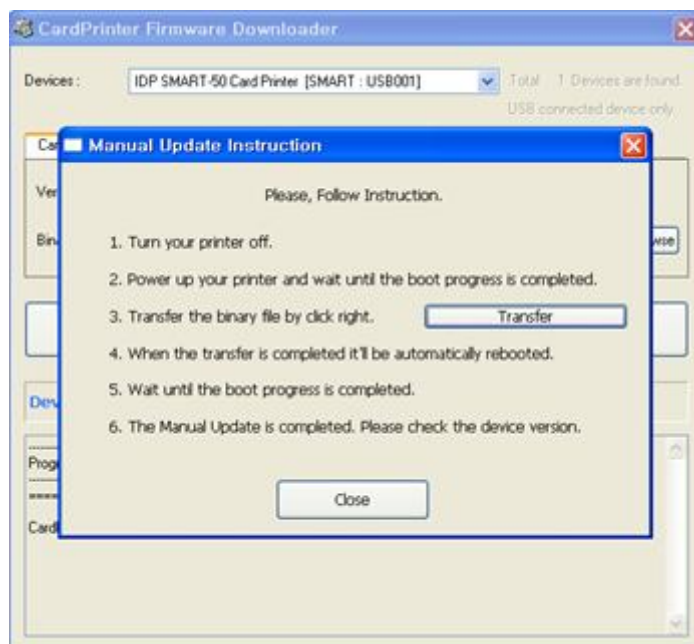 CardPrinter Firmware Downloader
Devices :
IDP SMART-50 Card Printer [SMART : USB001]
Total 1 Devices are found
USB connected device only
Manual Update Instruction
Please, Follow Instruction.
1. Turn your printer off.
2. Power up your printer and wait until the boot progress is completed.
3. Transfer the binary file by click right.
Transfer
4. When the transfer is completed it'll be automatically rebooted.
5. Wait until the boot progress is completed.
6. The Manual Update is completed. Please check the device version.
Close